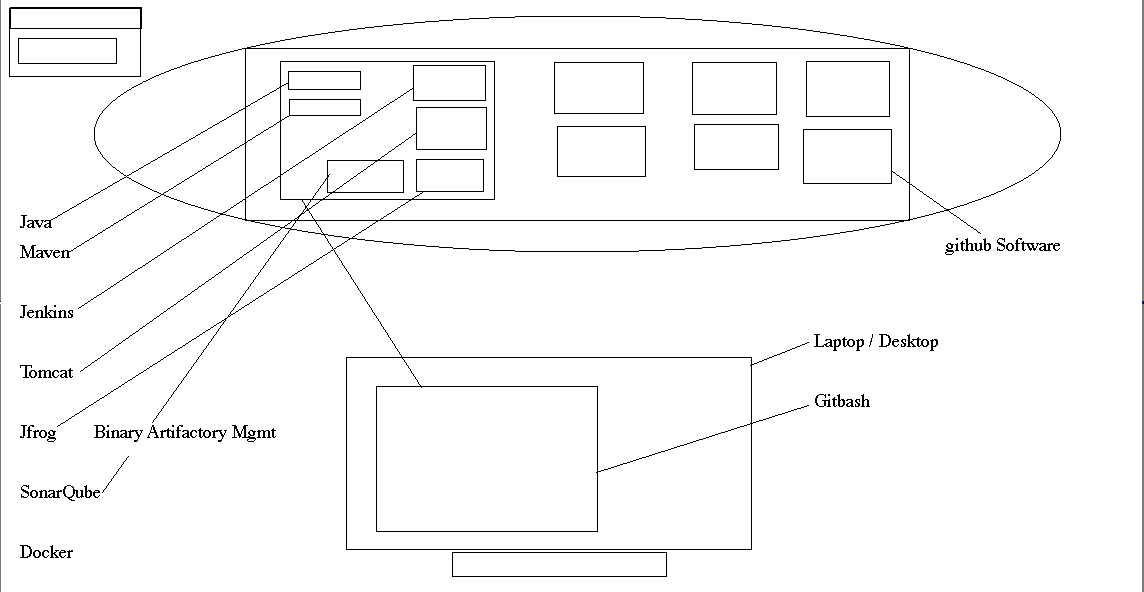 Java
Maven
github Software
Jenkins
Laptop / Desktop
Tomcat
Gitbash
Jfrog Binary Artifactory Mgmt
SonarQube
Docker